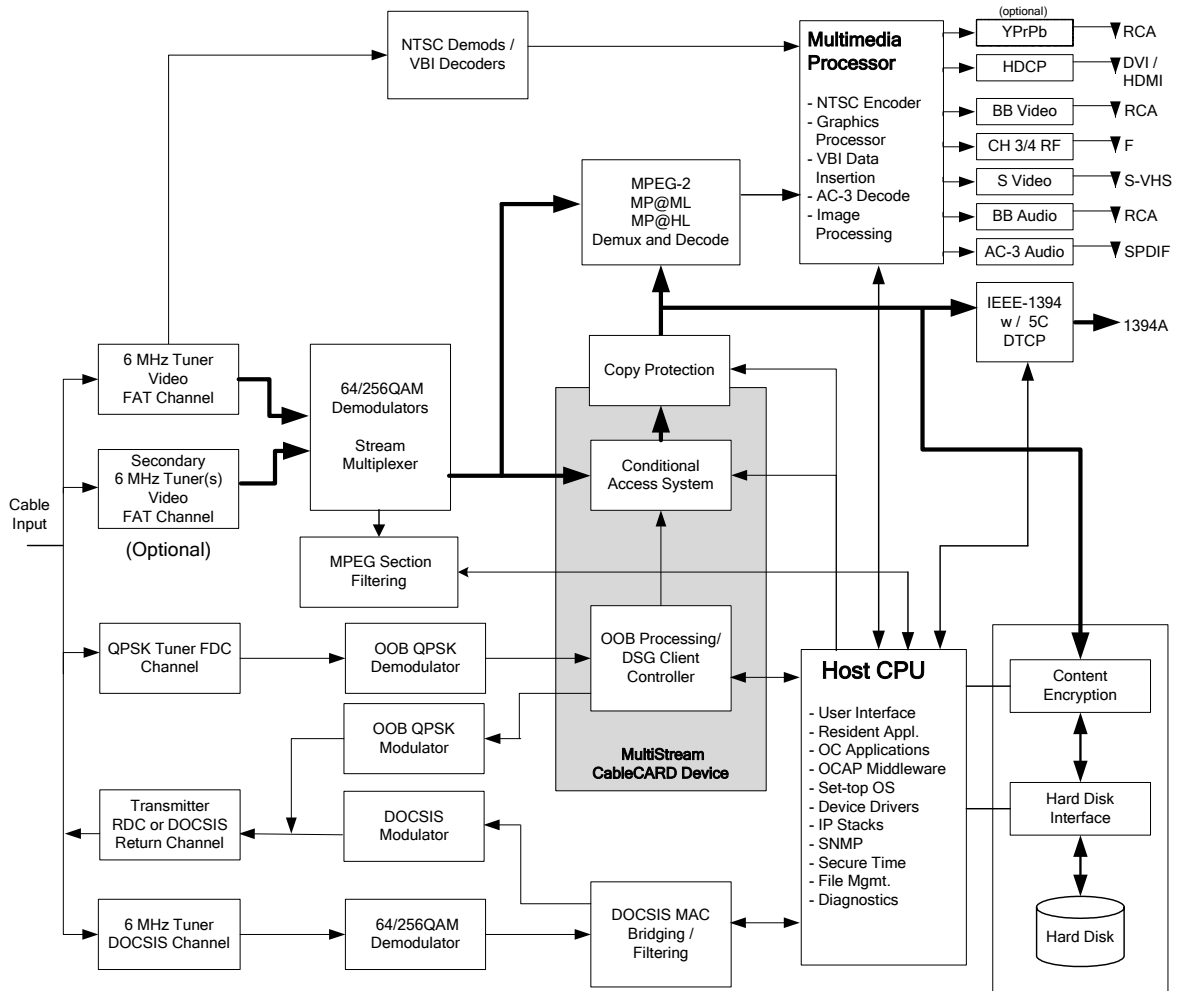 (optional)
YPrPb
RCA
NTSC Demods /
VBI Decoders
Multimedia
Processor
- NTSC Encoder
- Graphics
Processor
- VBI Data
Insertion
- AC-3 Decode
- Image
Processing
HDCP
DVI /
HDMI
BB Video
RCA
CH 3/4 RF
F
S Video
S-VHS
BB Audio
RCA
AC-3 Audio
SPDIF
MPEG-2
MP@ML
MP@HL
Demux and Decode
IEEE-1394
w / 5C
DTCP
1394A
6 MHz Tuner
Video
FAT Channel
64/256QAM
Demodulators
Stream
Multiplexer
Copy Protection
Secondary
6 MHz Tuner(s)
Video
FAT Channel
(Optional)
Conditional
Access System
Cable
Input
MPEG Section
Filtering
QPSK Tuner FDC
Channel
OOB QPSK
Demodulator
OOB Processing/
DSG Client
Controller
OOB QPSK
Modulator
MultiStream
CableCARD Device
Host CPU
- User Interface
- Resident Appl.
- OC Applications
- OCAP Middleware
- Set-top OS
- Device Drivers
- IP Stacks
- SNMP
- Secure Time
- File Mgmt.
- Diagnostics
Content
Encryption
Hard Disk
Interface
Hard Disk
Transmitter
RDC or DOCSIS
Return Channel
DOCSIS
Modulator
6 MHz Tuner
DOCSIS Channel
64/256QAM
Demodulator
DOCSIS MAC
Bridging /
Filtering